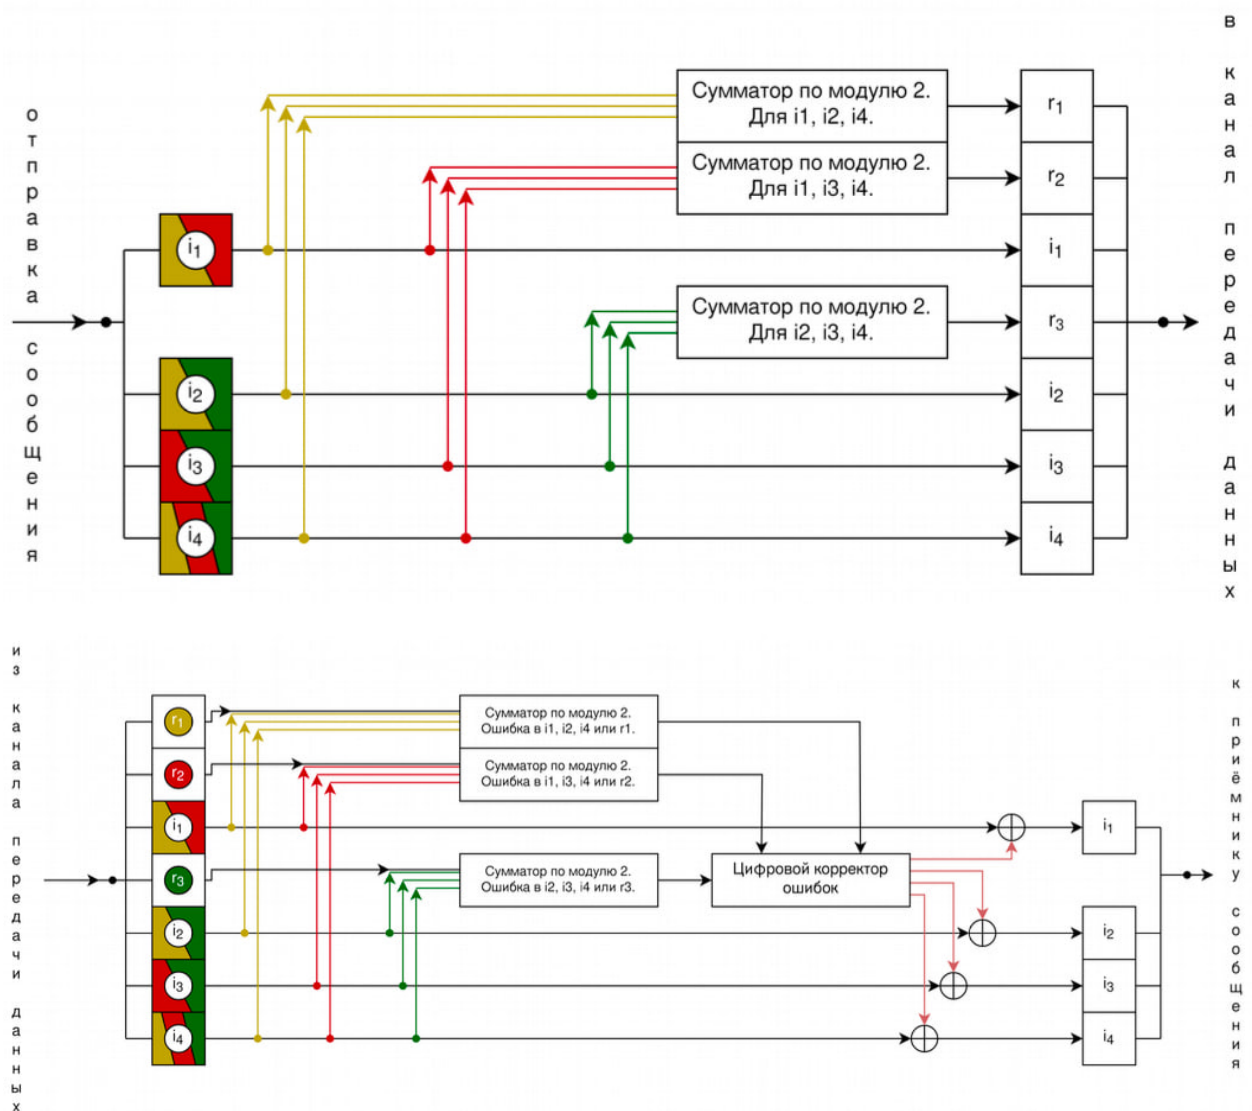 отправка сообщения
в канал передачи данных
Сумматор по модулю 2.
Для i1, i2, i4.
r1
Сумматор по модулю 2.
Для i1, i3, i4.
r2
i1
i1
Сумматор по модулю 2.
Для i2, i3, i4.
r3
i2
i2
i3
i3
i4
i4
из канала передачи данных
к приёмнику сообщения
r1
Сумматор по модулю 2.
Ошибка в i1, i2, i4 или r1.
r2
Сумматор по модулю 2.
Ошибка в i1, i3, i4 или r2.
i1
i1
r3
Сумматор по модулю 2.
Ошибка в i2, i3, i4 или r3.
Цифровой корректор
ошибок
i2
i2
i3
i3
i4
i4